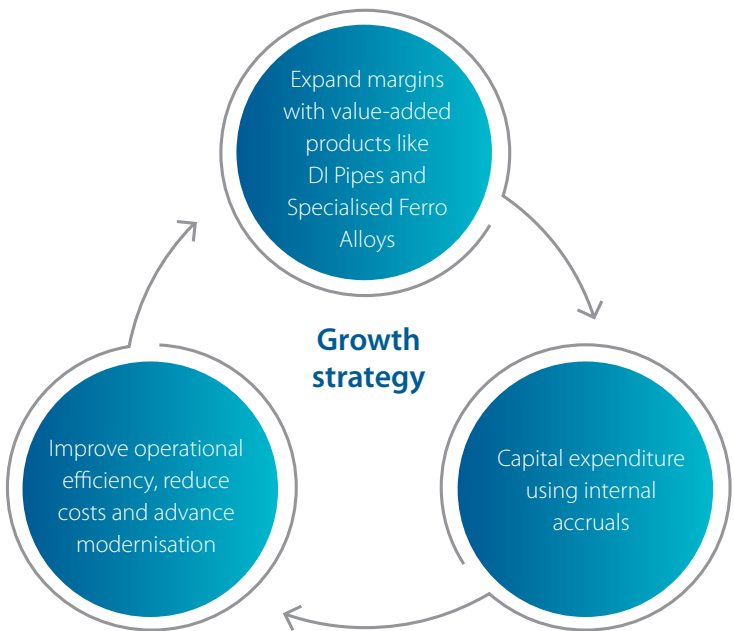 Expand margins
with value-added
products like
DI Pipes and
Specialised Ferro
Alloys
Growth
strategy
Capital expenditure
using internal
accruals
Improve operational
efficiency, reduce
costs and advance
modernisation